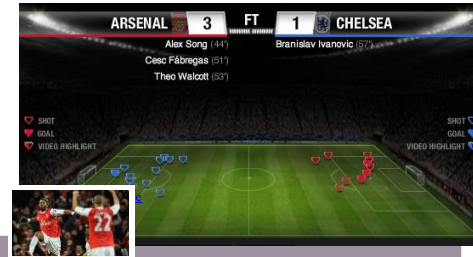 ARSENAL 3 FT 1 CHELSEA
Alex Song (44') Branislav Ivanovic (57')
Cesc Fábregas (51')
Theo Walcott (53')
SHOT SHOT
GOAL GOAL
VIDEO HIGHLIGHT VIDEO HIGHLIGHT
22